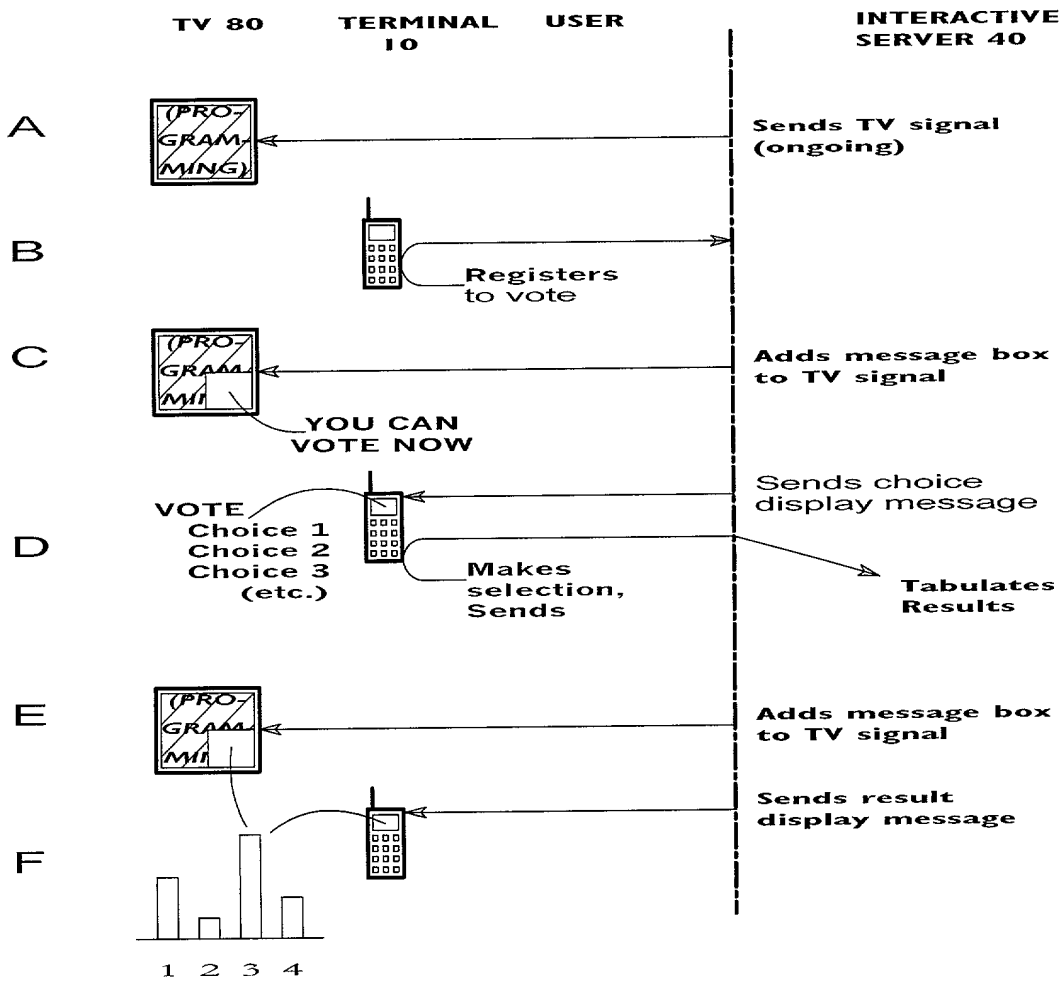 TV 80
TERMINAL
10
USER
INTERACTIVE
SERVER 40
A
(PRO-
GRAM-
MING)
Sends TV signal
(ongoing)
B
Registers
to vote
C
(PRO-
GRAM-
MII
Adds message box
to TV signal
YOU CAN
VOTE NOW
D
VOTE
Choice 1
Choice 2
Choice 3
(etc.)
Sends choice
display message
Makes
selection,
Sends
Tabulates
Results
E
(PRO-
GRAM-
MII
Adds message box
to TV signal
F
Sends result
display message
1 2 3 4